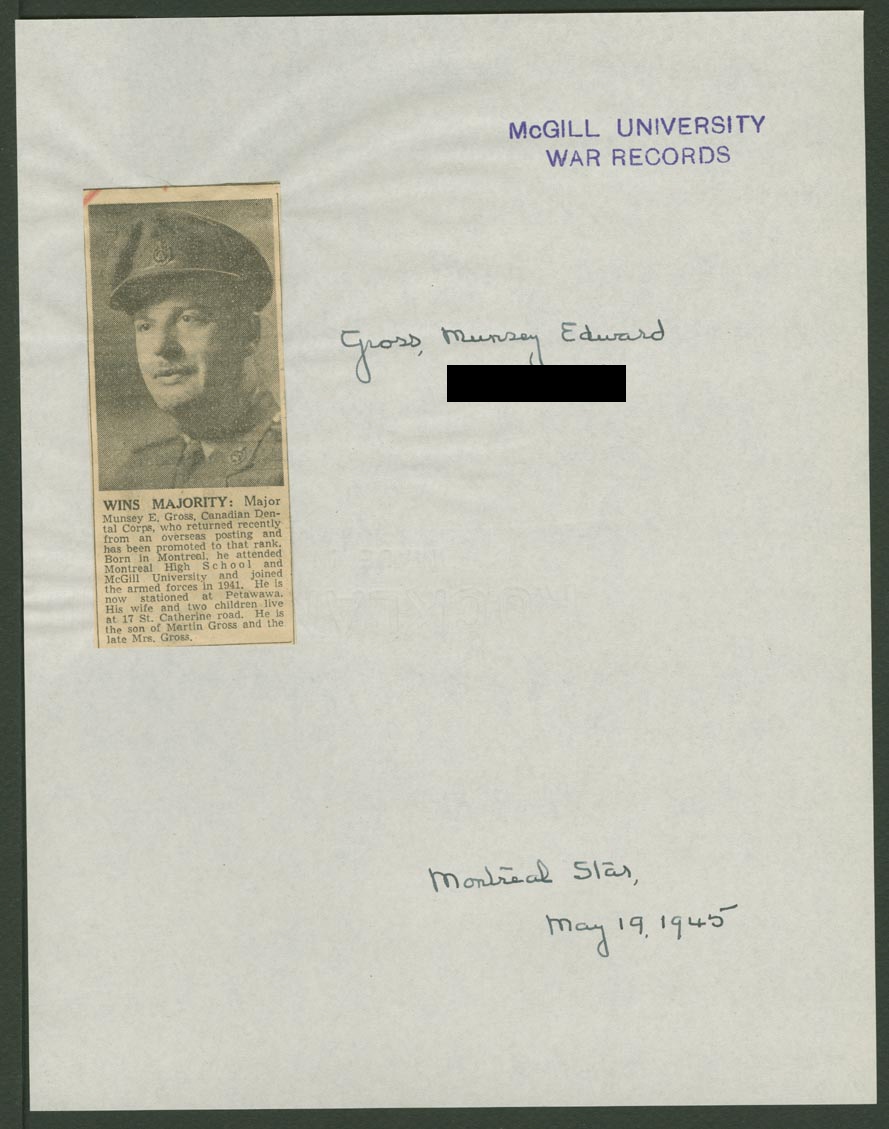 McGILL UNIVERSITY
WAR RECORDS
Gross, Munsey Edward
WINS MAJORITY: Major
Munsey E. Gross, Canadian Den-
tal Corps, who returned recently
from an overseas posting and
has been promoted to that rank.
Born in Montreal, he attended
Montreal High School and
McGill University and joined
the armed forces in 1941. He is
now stationed at Petawawa.
His wife and two children live
at 17 St. Catherine road. He is
the son of Martin Gross and the
late Mrs. Gross.
Montreal Star,
May 19, 1945